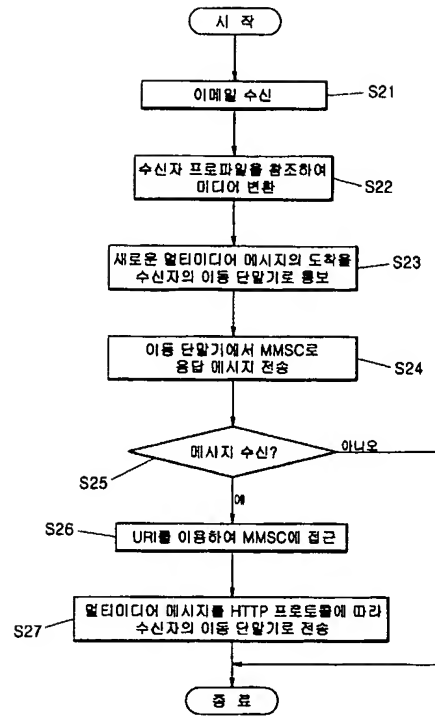 시 작
이메일 수신
S21
수신자 프로파일을 참조하여
미디어 변환
S22
새로운 멀티미디어 메시지의 도착을
수신자의 이동 단말기로 통보
S23
이동 단말기에서 MMSC로
응답 메시지 전송
S24
메시지 수신?
아니오
S25
예
S26
URI를 이용하여 MMSC에 접근
멀티미디어 메시지를 HTTP 프로토콜에 따라
수신자의 이동 단말기로 전송
S27
종 료